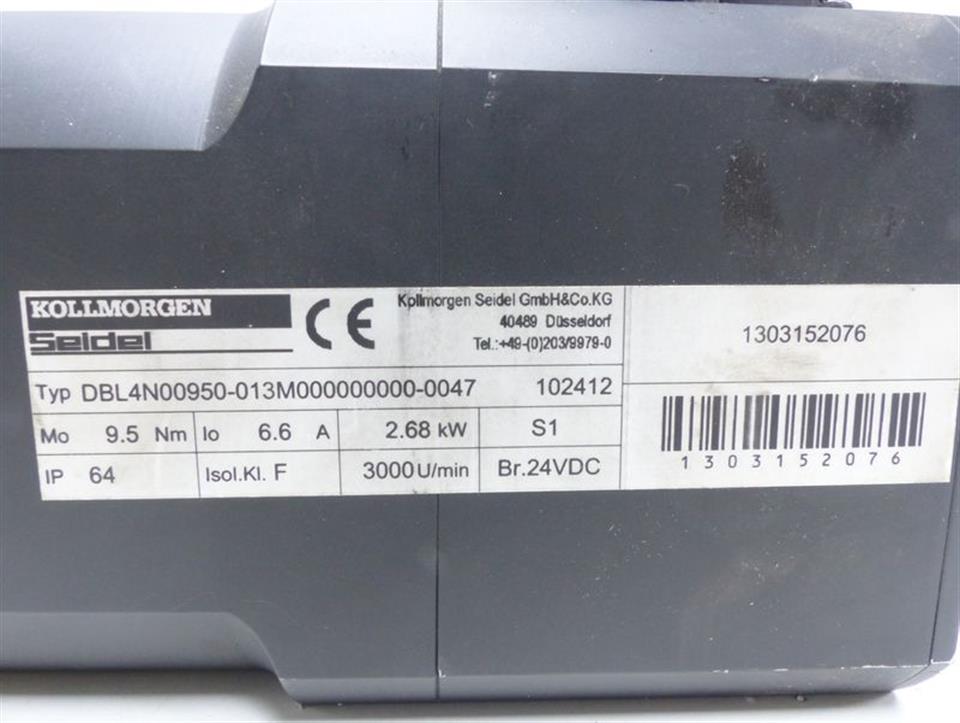 KOLLMORGEN
Seidel
CE
Kollmorgen Seidel GmbH&Co.KG
40489 Düsseldorf
Tel.:+49-(0)203/9979-0
Typ DBL4N00950-013M000000000-0047 102412
Mo 9.5 Nm Io 6.6 A 2.68 kW S1
IP 64 Isol.Kl. F 3000 U/min Br.24VDC
1303152076
1303152076